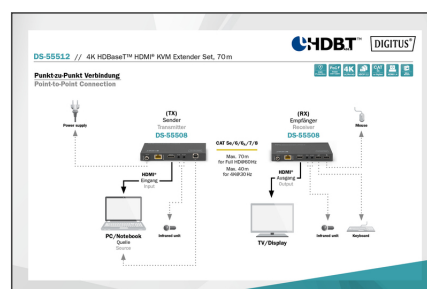 HDBT™
DIGITUS®
DS-55512 // 4K HDBaseT™ HDMI® KVM Extender Set, 70m
4K
CAT
Punkt-zu-Punkt Verbindung
Point-to-Point Connection
(TX)
Sender
Transmitter
DS-55508
(RX)
Empfänger
Receiver
DS-55508
Power supply
Mouse
CAT 5e/6/6A/7/8
Max. 70m
for Full HD@60Hz
Max. 40m
for 4K@30 Hz
HDMI®
Eingang
Input
HDMI®
Ausgang
Output
PC/Notebook
Quelle
Source
Infrared unit
TV/Display
Infrared unit
Keyboard